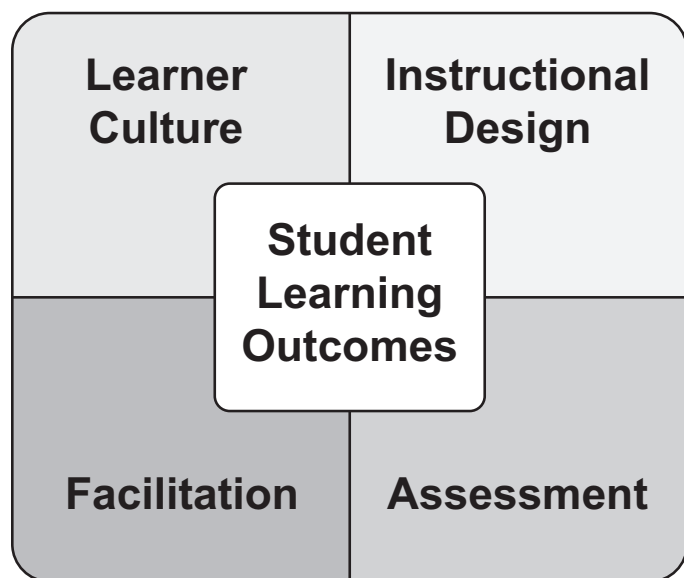 Learner
Culture
Instructional
Design
Student
Learning
Outcomes
Facilitation
Assessment